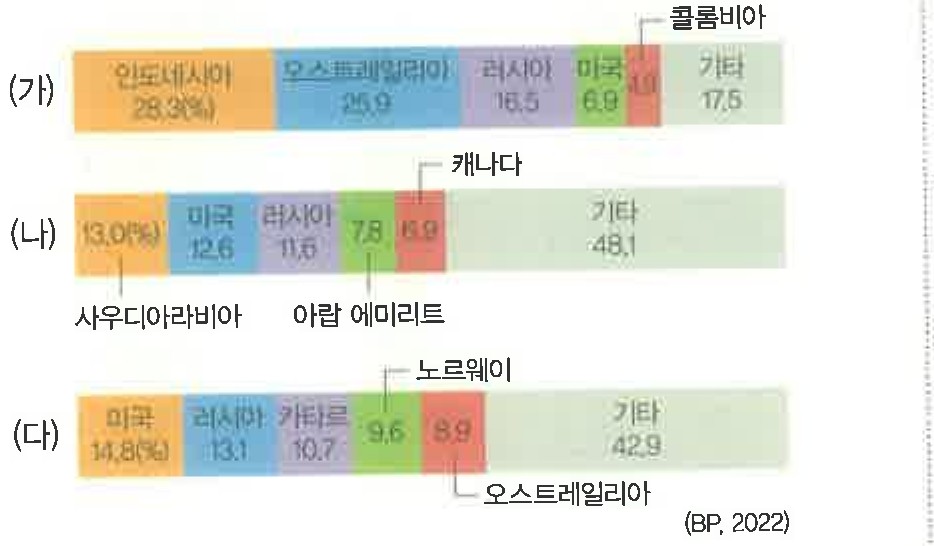 콜롬비아
(가) 인도네시아 오스트레일리아 러시아 미국 기타
28.3(%) 25.9 16.5 6.9 4.9 17.5
캐나다
(나) 13.0(%) 미국 러시아 7.8 6.9 기타
12.6 11.6 48.1
사우디아라비아 아랍 에미리트
노르웨이
(다) 미국 러시아 카타르 9.6 8.9 기타
14.8(%) 13.1 10.7 42.9
오스트레일리아
(BP, 2022)